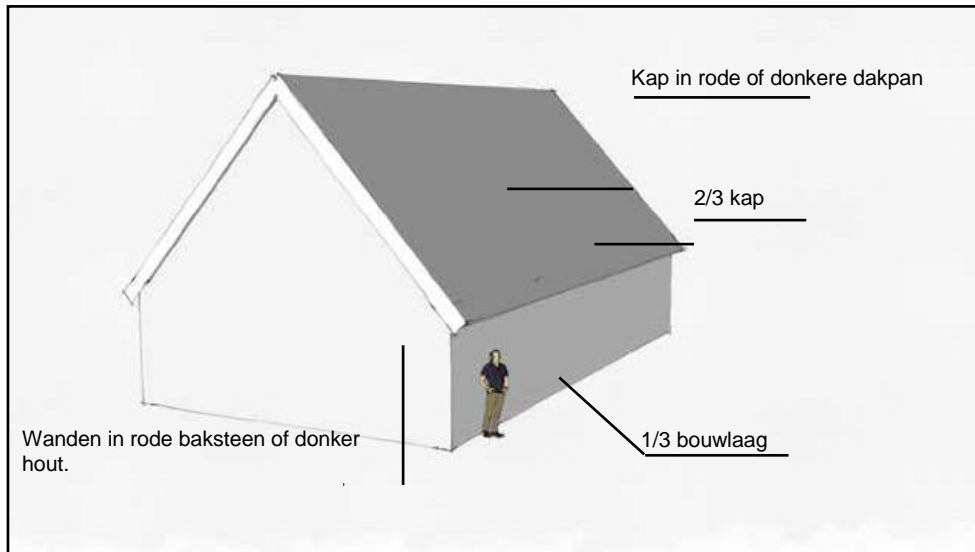 Kap in rode of donkere dakpan
2/3 kap
Wanden in rode baksteen of donker
hout.
1/3 bouwlaag